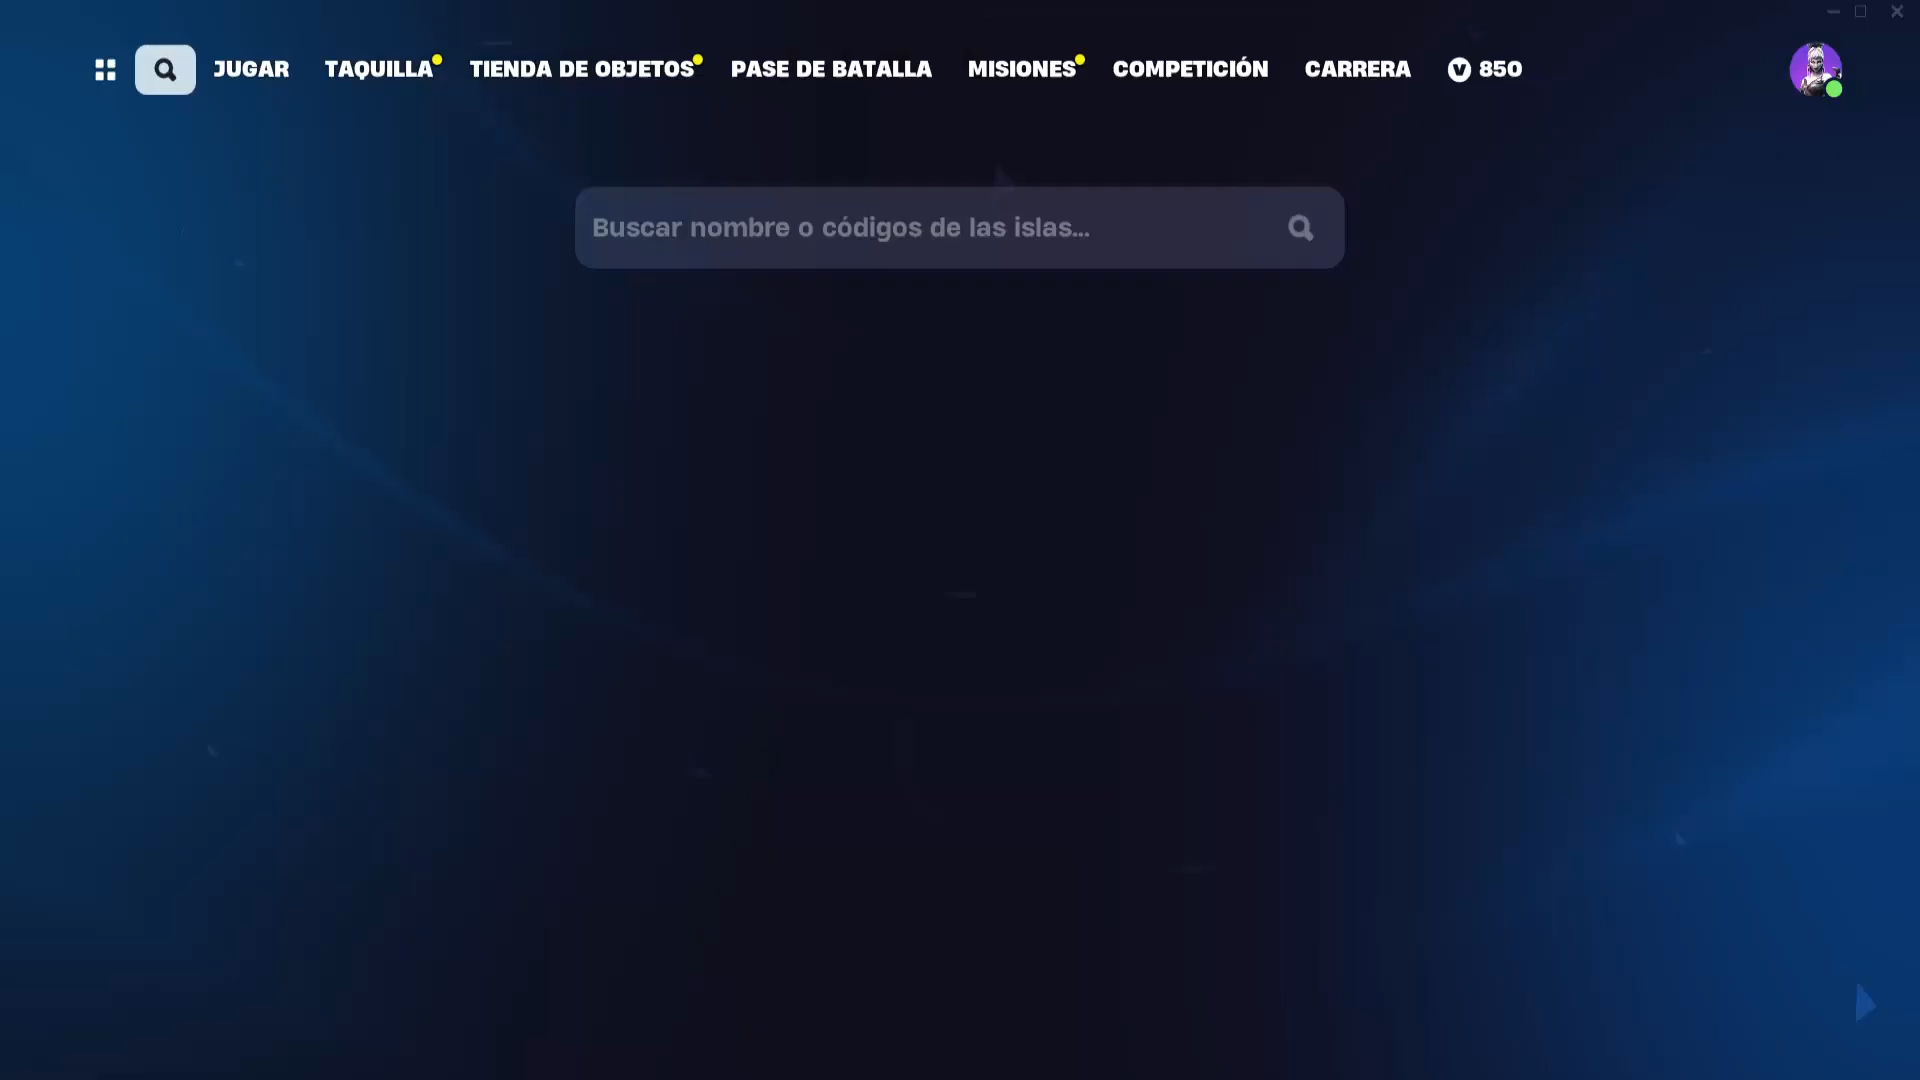 JUGAR TAQUILLA TIENDA DE OBJETOS PASE DE BATALLA MISIONES COMPETICIÓN CARRERA V 850
Buscar nombre o códigos de las islas...